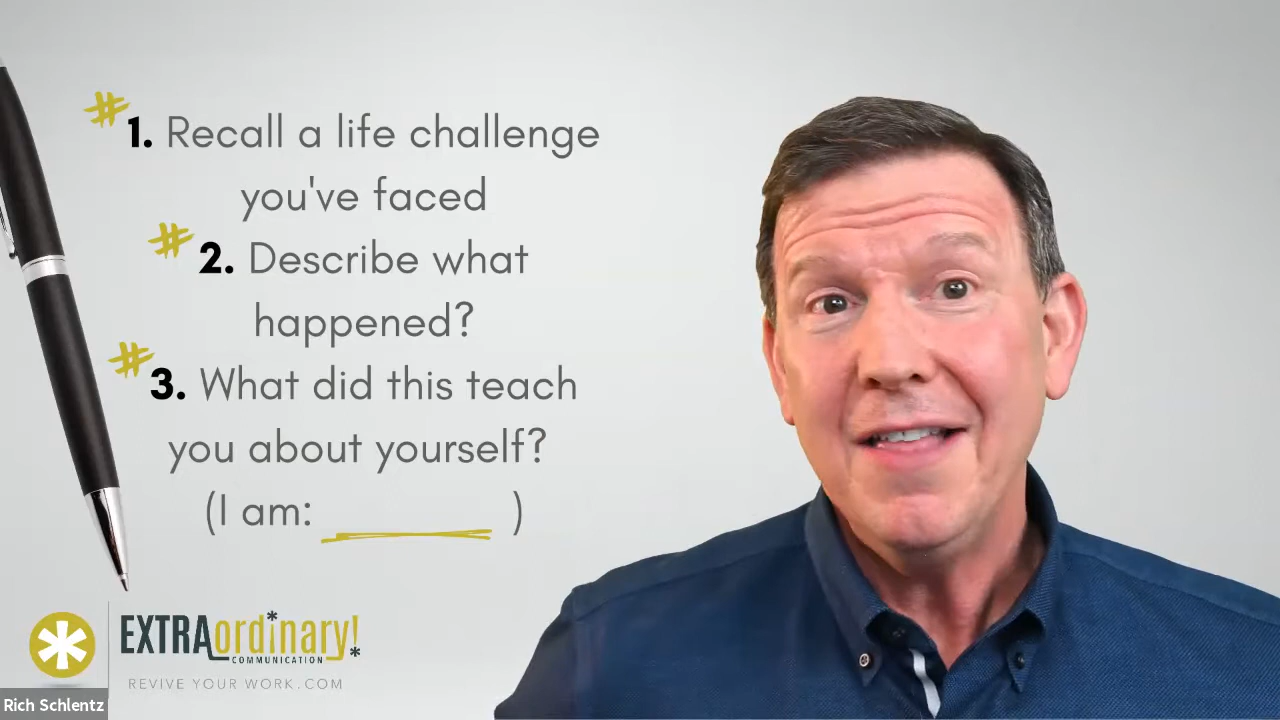 #1. Recall a life challenge
you've faced
#2. Describe what
happened?
#3. What did this teach
you about yourself?
(I am: )
EXTRAordinary!
COMMUNICATION
REVIVE YOUR WORK.COM
Rich Schlentz